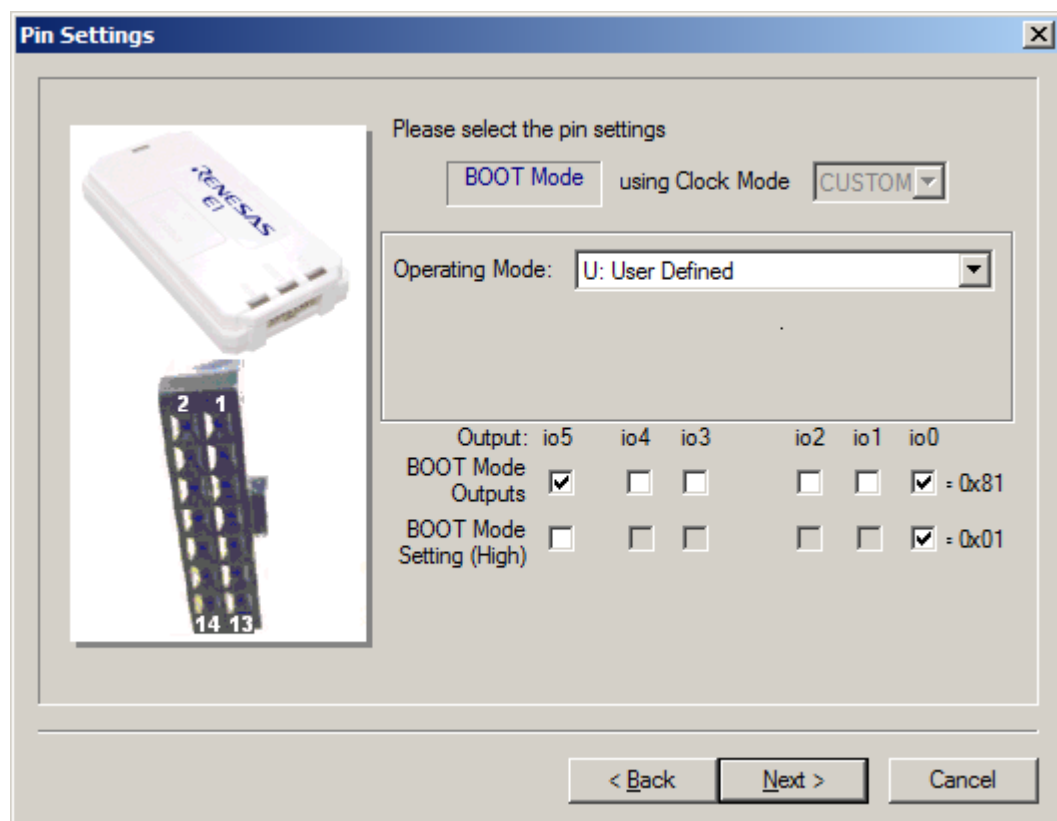 Pin Settings
Please select the pin settings
BOOT Mode using Clock Mode CUSTOM
RENESAS
E1
Operating Mode: U: User Defined
2 1
14 13
Output: io5 io4 io3 io2 io1 io0
BOOT Mode
Outputs = 0x81
BOOT Mode
Setting (High) = 0x01
< Back Next > Cancel